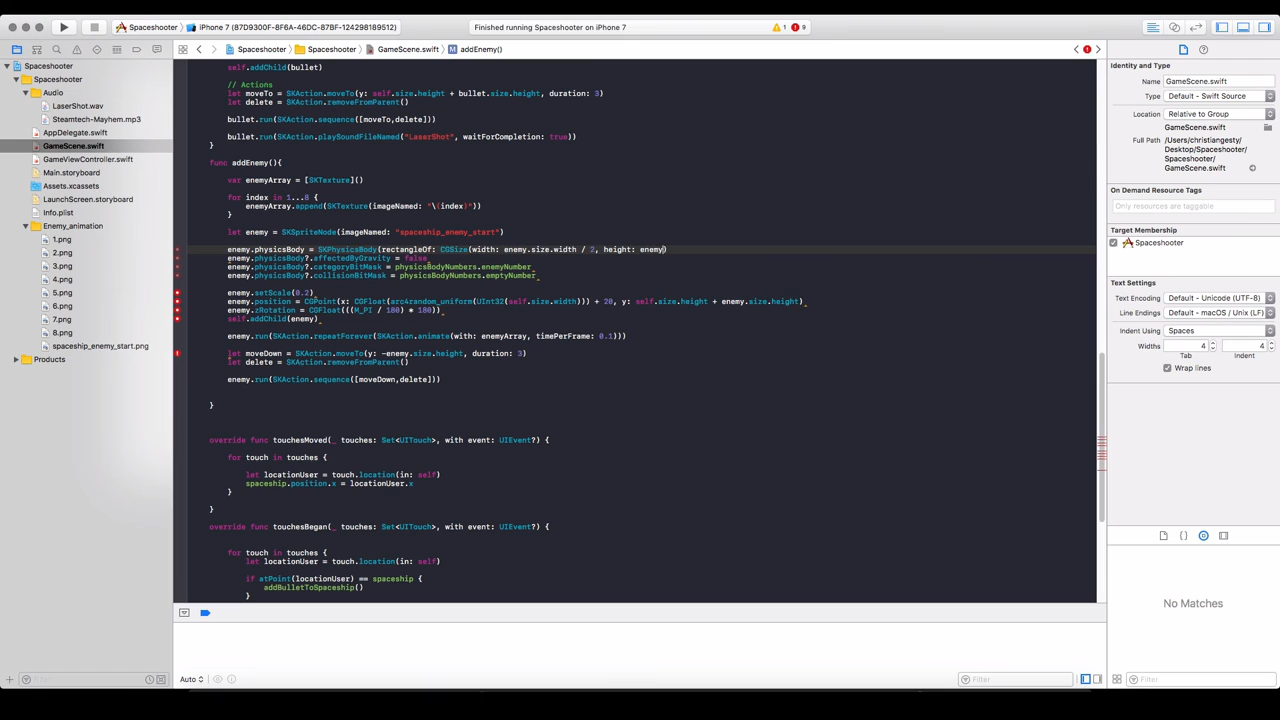 Spaceshooter
iPhone 7 (87D9300F-8F6A-46DC-87BF-124298189512)
Finished running Spaceshooter on iPhone 7
1
9
Spaceshooter
Spaceshooter
GameScene.swift
addEnemy()
Spaceshooter
Spaceshooter
Audio
LaserShot.wav
Steamtech-Mayhem.mp3
AppDelegate.swift
GameScene.swift
GameViewController.swift
Main.storyboard
Assets.xcassets
LaunchScreen.storyboard
Info.plist
Enemy_animation
1.png
2.png
3.png
4.png
5.png
6.png
7.png
8.png
spaceship_enemy_start.png
Products
self.addChild(bullet)
// Actions
let moveTo = SKAction.moveTo(y: self.size.height + bullet.size.height, duration: 3)
let delete = SKAction.removeFromParent()
bullet.run(SKAction.sequence([moveTo,delete]))
bullet.run(SKAction.playSoundFileNamed("LaserShot", waitForCompletion: true))
}
func addEnemy(){
var enemyArray = [SKTexture]()
for index in 1...8 {
enemyArray.append(SKTexture(imageNamed: "\(index)"))
}
let enemy = SKSpriteNode(imageNamed: "spaceship_enemy_start")
enemy.physicsBody = SKPhysicsBody(rectangleOf: CGSize(width: enemy.size.width / 2, height: enemy)
enemy.physicsBody?.affectedByGravity = false
enemy.physicsBody?.categoryBitMask = physicsBodyNumbers.enemyNumber
enemy.physicsBody?.collisionBitMask = physicsBodyNumbers.emptyNumber
enemy.setScale(0.2)
enemy.position = CGPoint(x: CGFloat(arc4random_uniform(UInt32(self.size.width))) + 20, y: self.size.height + enemy.size.height)
enemy.zRotation = CGFloat(((M_PI / 180) * 180))
self.addChild(enemy)
enemy.run(SKAction.repeatForever(SKAction.animate(with: enemyArray, timePerFrame: 0.1)))
let moveDown = SKAction.moveTo(y: -enemy.size.height, duration: 3)
let delete = SKAction.removeFromParent()
enemy.run(SKAction.sequence([moveDown,delete]))
}
override func touchesMoved(_ touches: Set<UITouch>, with event: UIEvent?) {
for touch in touches {
let locationUser = touch.location(in: self)
spaceship.position.x = locationUser.x
}
}
override func touchesBegan(_ touches: Set<UITouch>, with event: UIEvent?) {
for touch in touches {
let locationUser = touch.location(in: self)
if atPoint(locationUser) == spaceship {
addBulletToSpaceship()
}
Auto
Filter
Identity and Type
Name GameScene.swift
Type Default - Swift Source
Location Relative to Group
GameScene.swift
Full Path /Users/christiangesty/
Desktop/Spaceshooter/
Spaceshooter/
GameScene.swift
On Demand Resource Tags
Only resources are taggable
Target Membership
Spaceshooter
Text Settings
Text Encoding Default - Unicode (UTF-8)
Line Endings Default - macOS / Unix (LF)
Indent Using Spaces
Widths 4 4
Tab Indent
Wrap lines
No Matches
Filter